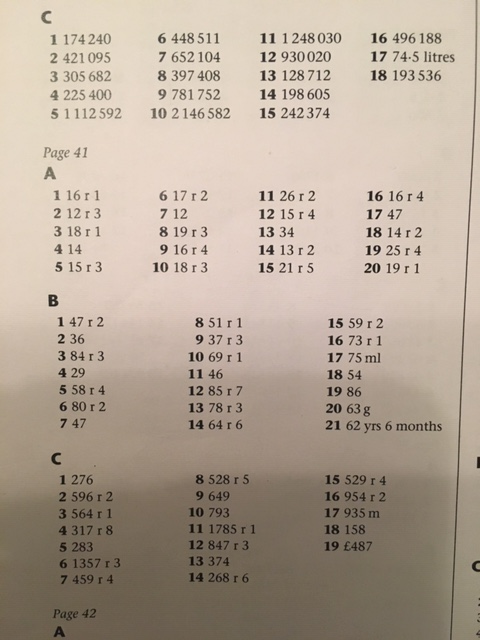 C
1 174 240 6 448 511 11 1 248 030 16 496 188
2 421 095 7 652 104 12 930 020 17 74·5 litres
3 305 682 8 397 408 13 128 712 18 193 536
4 225 400 9 781 752 14 198 605
5 1 112 592 10 2 146 582 15 242 374
Page 41
A
1 16 r 1 6 17 r 2 11 26 r 2 16 16 r 4
2 12 r 3 7 12 12 15 r 4 17 47
3 18 r 1 8 19 r 3 13 34 18 14 r 2
4 14 9 16 r 4 14 13 r 2 19 25 r 4
5 15 r 3 10 18 r 3 15 21 r 5 20 19 r 1
B
1 47 r 2 8 51 r 1 15 59 r 2
2 36 9 37 r 3 16 73 r 1
3 84 r 3 10 69 r 1 17 75 ml
4 29 11 46 18 54
5 58 r 4 12 85 r 7 19 86
6 80 r 2 13 78 r 3 20 63 g
7 47 14 64 r 6 21 62 yrs 6 months
C
1 276 8 528 r 5 15 529 r 4
2 596 r 2 9 649 16 954 r 2
3 564 r 1 10 793 17 935 m
4 317 r 8 11 1785 r 1 18 158
5 283 12 847 r 3 19 £487
6 1357 r 3 13 374
7 459 r 4 14 268 r 6
Page 42
A